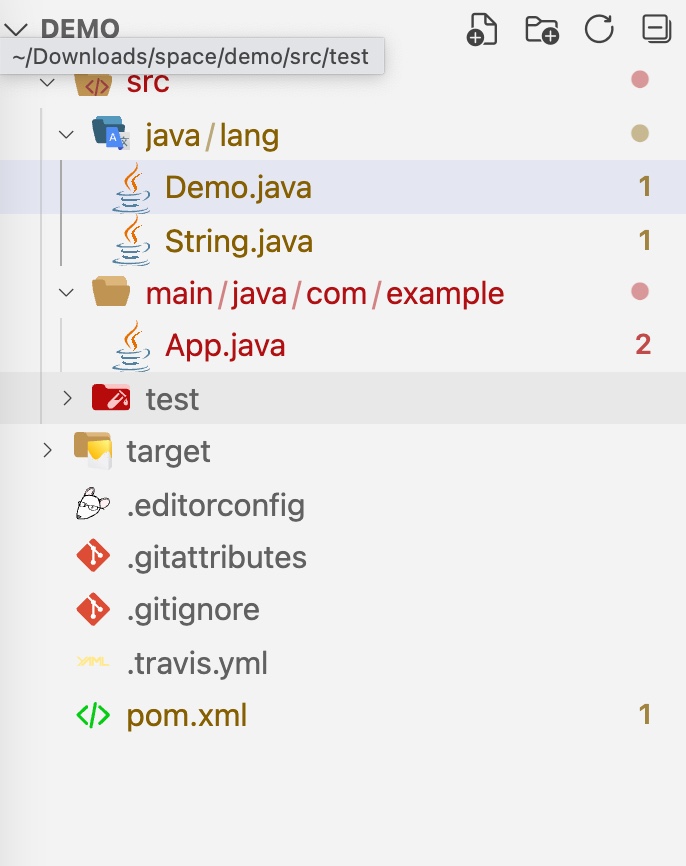 DEMO
~/Downloads/space/demo/src/test
src
java/lang
Demo.java 1
String.java 1
main/java/com/example
App.java 2
test
target
.editorconfig
.gitattributes
.gitignore
YAML .travis.yml
pom.xml 1